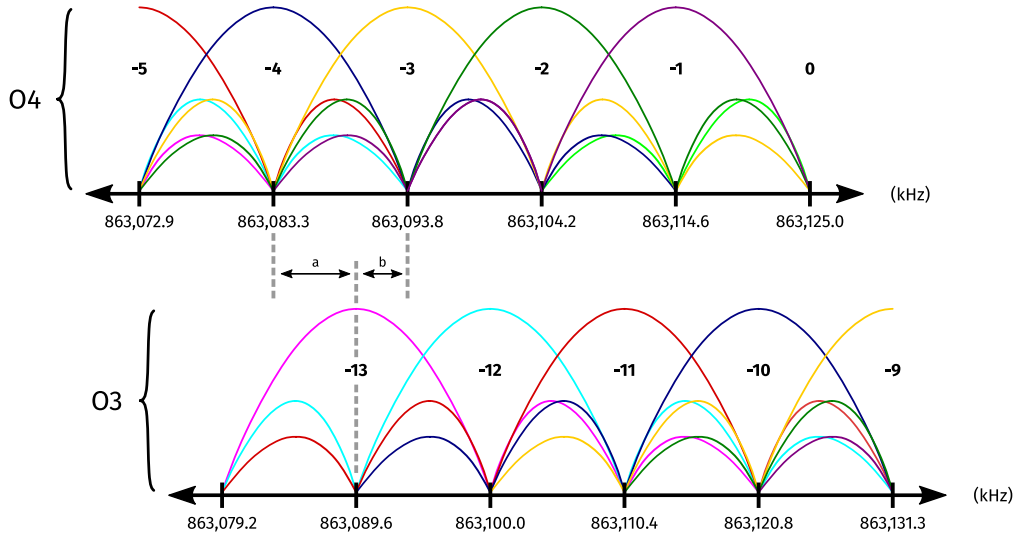 -5 -4 -3 -2 -1 0
O4
(kHz)
863,072.9 863,083.3 863,093.8 863,104.2 863,114.6 863,125.0
a b
-13 -12 -11 -10 -9
O3
(kHz)
863,079.2 863,089.6 863,100.0 863,110.4 863,120.8 863,131.3